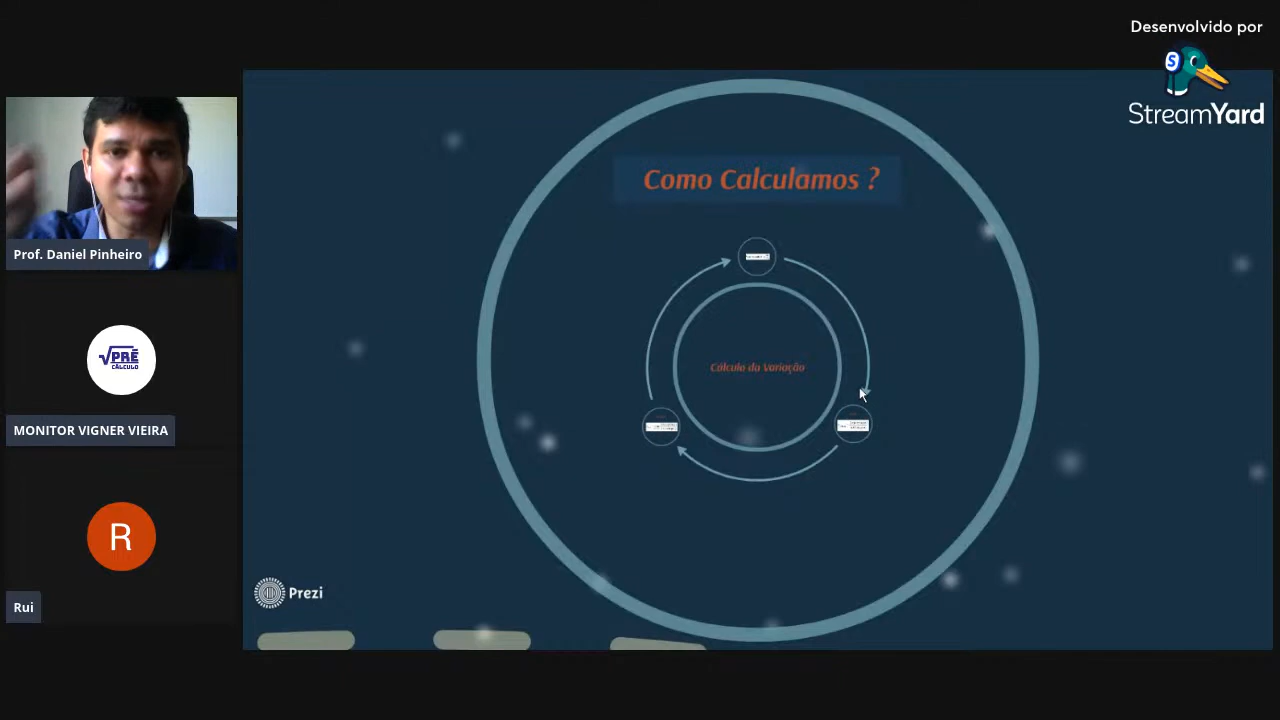 Desenvolvido por
StreamYard
Prof. Daniel Pinheiro
√PRÉ
CÁLCULO
MONITOR VIGNER VIEIRA
R
Rui
Como Calculamos ?
Cálculo da Variação
Prezi